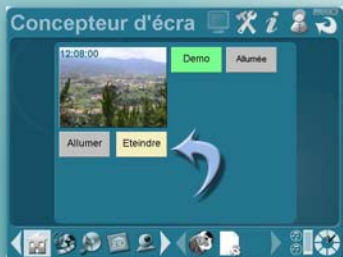 Concepteur d'écra
12:08:00
Demo
Allumée
Allumer
Eteindre